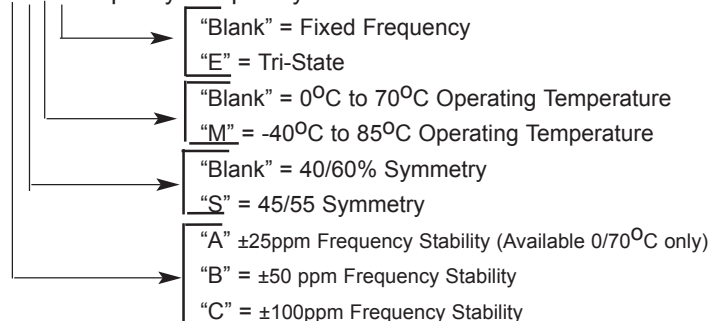 “Blank” = Fixed Frequency
“E” = Tri-State
“Blank” = 0ºC to 70ºC Operating Temperature
“M” = -40ºC to 85ºC Operating Temperature
“Blank” = 40/60% Symmetry
“S” = 45/55 Symmetry
“A” ±25ppm Frequency Stability (Available 0/70ºC only)
“B” = ±50 ppm Frequency Stability
“C” = ±100ppm Frequency Stability